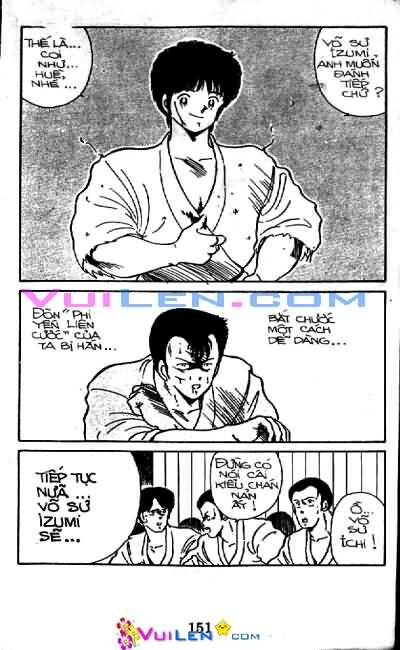 THẾ LÀ...
COI
NHƯ...
HUỀ,
NHÉ ...
VÕ SƯ
IZUMI
ANH MUỐN
ĐÁNH
TIẾP
CHỨ ?
VUILEN.COM
ĐÒN "PHI
YẾN LIÊN
CƯỚC" CỦA
TA BỊ HẮN...
BẮT CHƯỚC
MỘT CÁCH
DỄ DÀNG...
TIẾP TỤC
NỮA ...
VÕ SƯ
IZUMI
SẼ ...
ĐỪNG CÓ
NÓI CÁI
KIỂU CHÁN
NẢN
ẤY !
Ồ...
VÕ
SƯ
ICHI !
151
VUILEN.COM